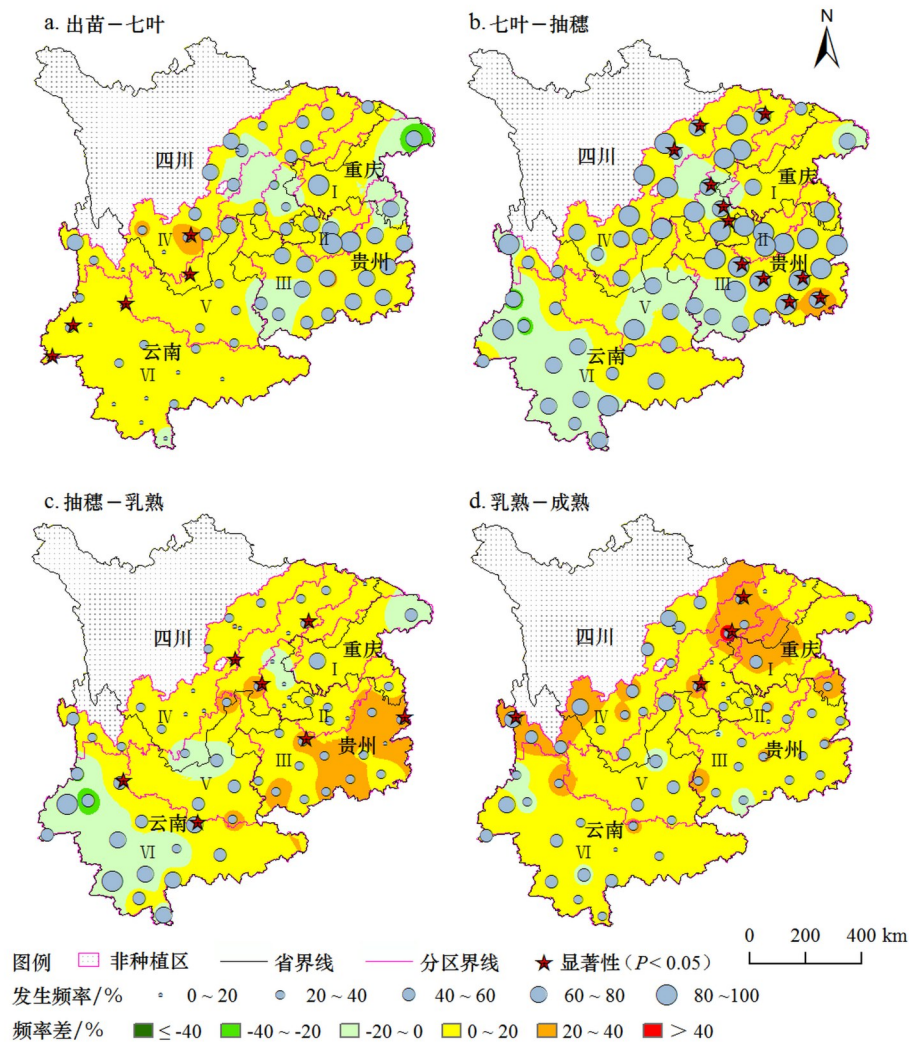 a. 出苗－七叶
四川
重庆
I
IV
II
贵州
III
V
云南
VI
b. 七叶－抽穗
N
四川
重庆
I
IV
II
贵州
III
V
云南
VI
c. 抽穗－乳熟
四川
重庆
I
IV
II
贵州
III
V
云南
VI
d. 乳熟－成熟
四川
重庆
I
IV
II
贵州
III
V
云南
VI
0 200 400 km
图例 非种植区 省界线 分区界线 显著性（P< 0.05）
发生频率/% 0 ~ 20 20 ~ 40 40 ~ 60 60 ~ 80 80 ~100
频率差/% ≤ -40 -40 ~ -20 -20 ~ 0 0 ~ 20 20 ~ 40 > 40